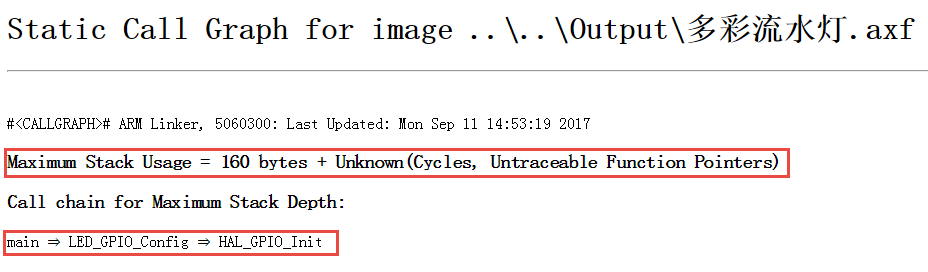 Static Call Graph for image ..\..\Output\多彩流水灯.axf
#<CALLGRAPH># ARM Linker, 5060300: Last Updated: Mon Sep 11 14:53:19 2017
Maximum Stack Usage = 160 bytes + Unknown(Cycles, Untraceable Function Pointers)
Call chain for Maximum Stack Depth:
main ⇒ LED_GPIO_Config ⇒ HAL_GPIO_Init